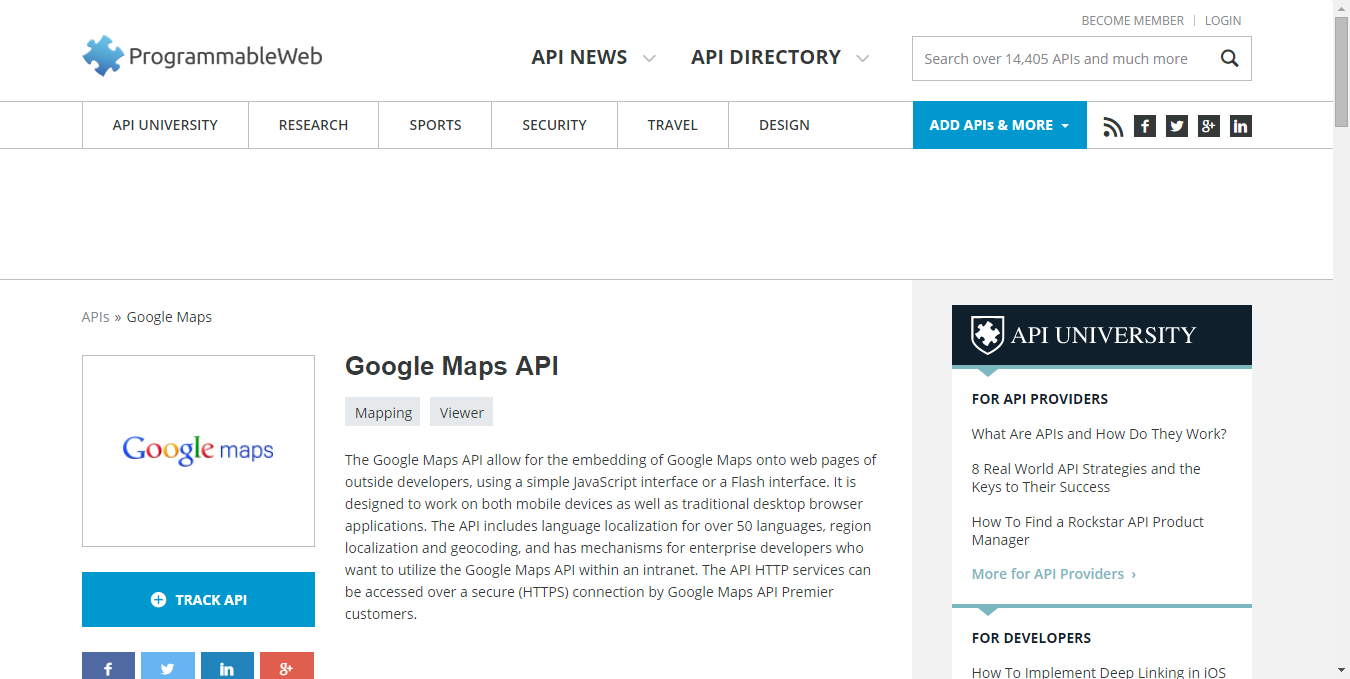 BECOME MEMBER | LOGIN
ProgrammableWeb
API NEWS
API DIRECTORY
Search over 14,405 APIs and much more
API UNIVERSITY
RESEARCH
SPORTS
SECURITY
TRAVEL
DESIGN
ADD APIs & MORE
APIs » Google Maps
Google maps
TRACK API
Google Maps API
Mapping
Viewer
The Google Maps API allow for the embedding of Google Maps onto web pages of
outside developers, using a simple JavaScript interface or a Flash interface. It is
designed to work on both mobile devices as well as traditional desktop browser
applications. The API includes language localization for over 50 languages, region
localization and geocoding, and has mechanisms for enterprise developers who
want to utilize the Google Maps API within an intranet. The API HTTP services can
be accessed over a secure (HTTPS) connection by Google Maps API Premier
customers.
API UNIVERSITY
FOR API PROVIDERS
What Are APIs and How Do They Work?
8 Real World API Strategies and the
Keys to Their Success
How To Find a Rockstar API Product
Manager
More for API Providers ›
FOR DEVELOPERS
How To Implement Deep Linking in iOS